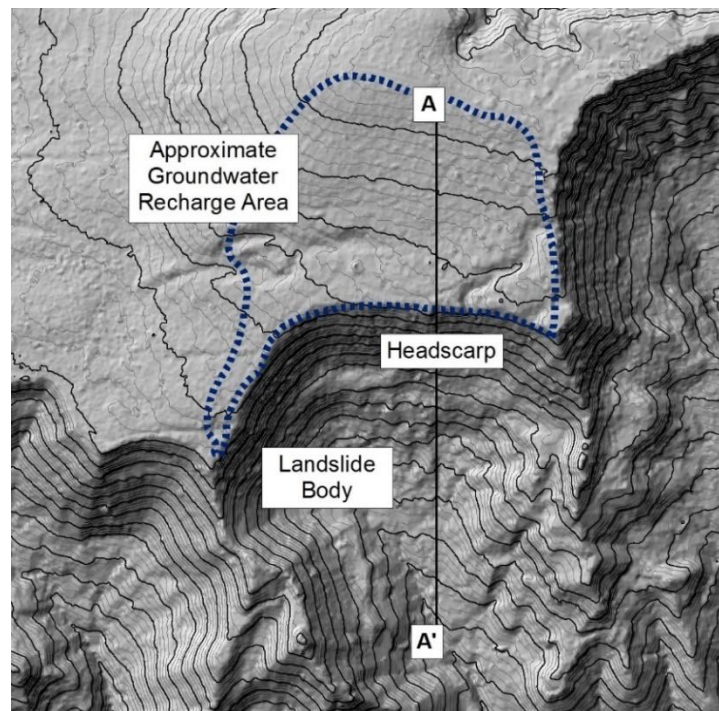 A
Approximate
Groundwater
Recharge Area
Headscarp
Landslide
Body
A'